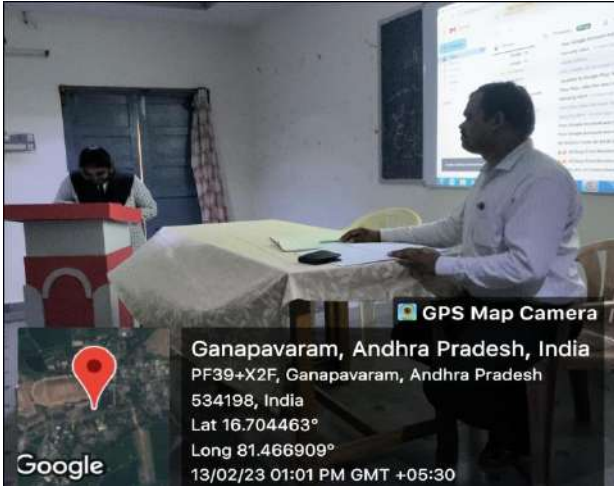 GPS Map Camera
Ganapavaram, Andhra Pradesh, India
PF39+X2F, Ganapavaram, Andhra Pradesh
534198, India
Lat 16.704463°
Long 81.466909°
13/02/23 01:01 PM GMT +05:30
Google